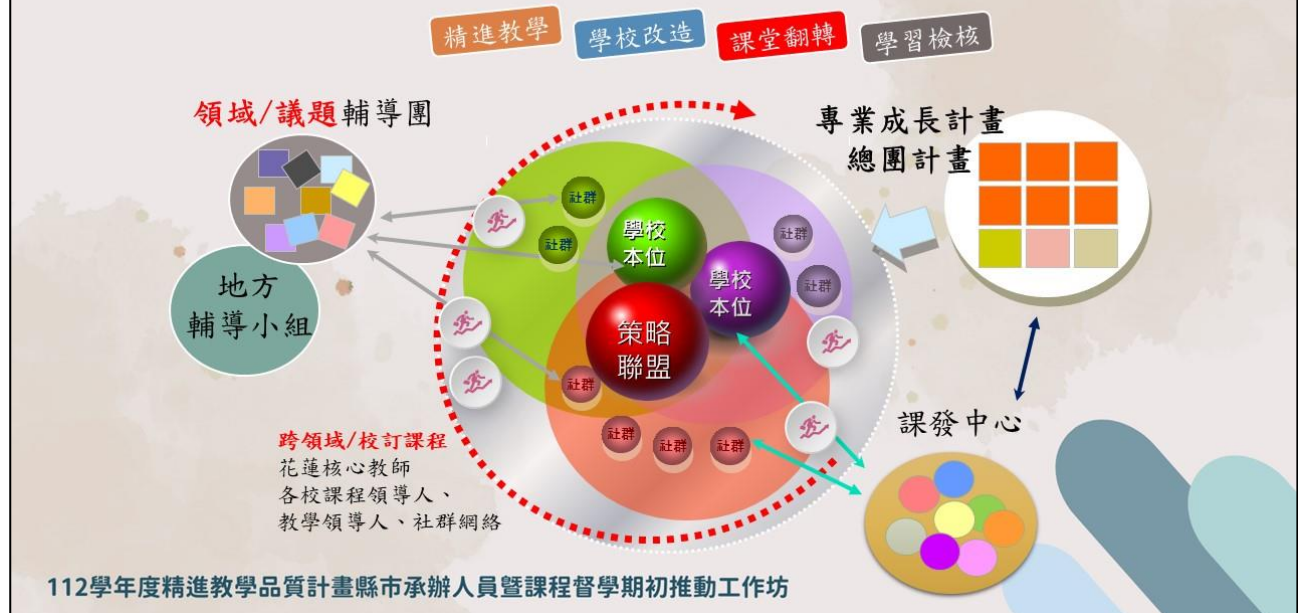 精進教學
學校改造
課堂翻轉
學習檢核
領域/議題輔導團
地方
輔導小組
專業成長計畫
總團計畫
社群
社群
學校
本位
學校
本位
策略
聯盟
社群
社群
社群
社群
社群
社群
課發中心
跨領域/校訂課程
花蓮核心教師
各校課程領導人、
教學領導人、社群網絡
112學年度精進教學品質計畫縣市承辦人員暨課程督學期初推動工作坊